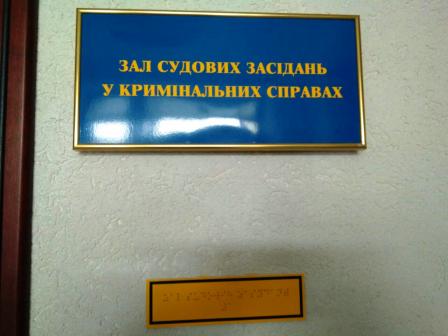 ЗАЛ СУДОВИХ ЗАСІДАНЬ
У КРИМІНАЛЬНИХ СПРАВАХ